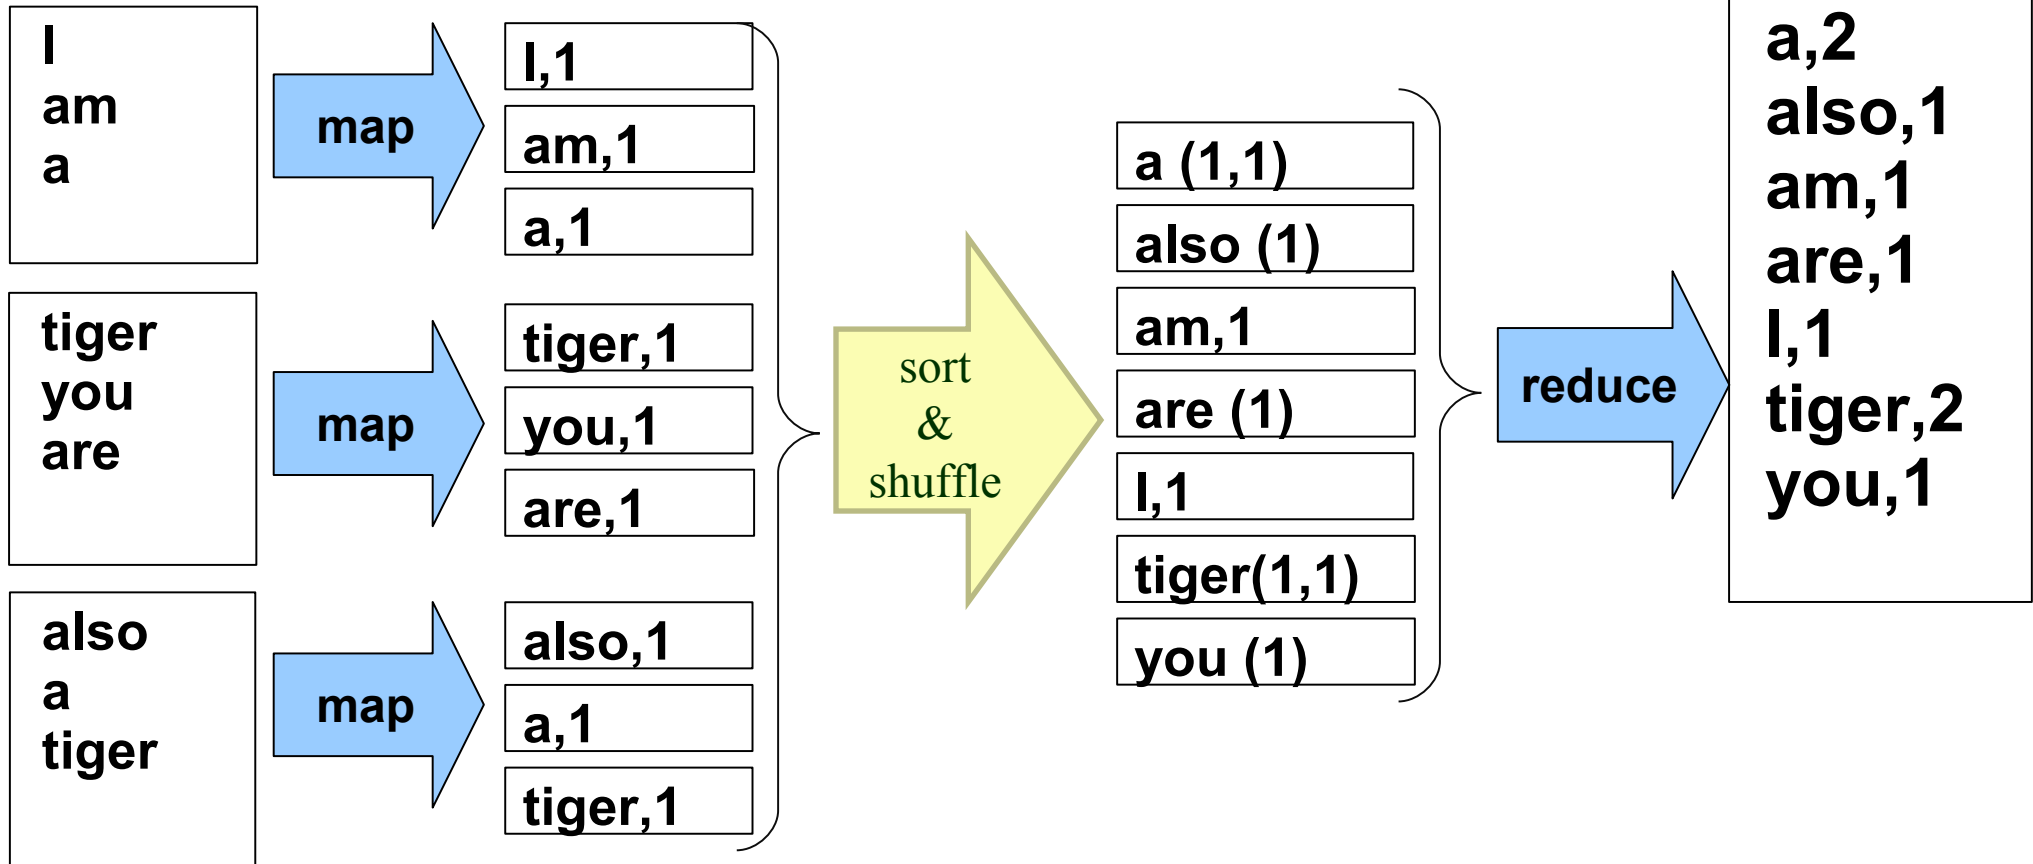 I
am
a
map
I,1
am,1
a,1
tiger
you
are
map
tiger,1
you,1
are,1
also
a
tiger
map
also,1
a,1
tiger,1
sort
&
shuffle
a (1,1)
also (1)
am,1
are (1)
I,1
tiger(1,1)
you (1)
reduce
a,2
also,1
am,1
are,1
I,1
tiger,2
you,1